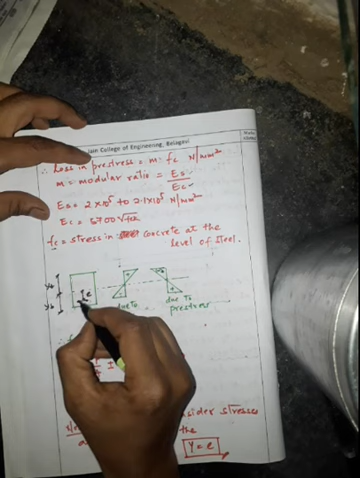 Jain College of Engineering, Belagavi
∴ Loss in prestress = m·fc N/mm²
m = modular ratio = Es/Ec
Es = 2×10⁵ to 2.1×10⁵ N/mm²
Ec = 5700√fck
fc = stress in concrete at the
level of steel.
yt
yb
e
due to
due to
prestress
I
consider stresses
the
y = e